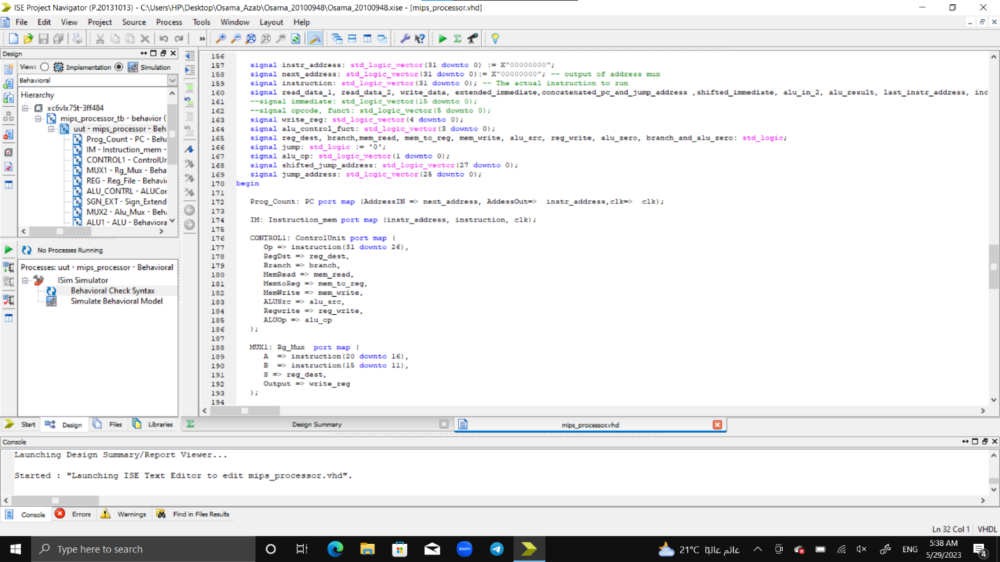 ISE Project Navigator (P.20131013) - C:\Users\HP\Desktop\Osama_Azab\Osama_20100948\Osama_20100948.xise - [mips_processor.vhd]
File Edit View Project Source Process Tools Window Layout Help
Design
View: Implementation Simulation
Behavioral
Hierarchy
xc6vlx75t-3ff484
mips_processor_tb - behavior (
uut - mips_processor - Beh
Prog_Count - PC - Beha
IM - Instruction_mem -
CONTROL1 - ControlUr
MUX1 - Rg_Mux - Beha
REG - Reg_File - Behavi
ALU_CONTRL - ALUCor
SGN_EXT - Sign_Extend
MUX2 - Alu_Mux - Beha
ALU1 - ALU - Behaviora
No Processes Running
Processes: uut - mips_processor - Behavioral
ISim Simulator
Behavioral Check Syntax
Simulate Behavioral Model
Start Design Files Libraries
156
157 signal instr_address: std_logic_vector(31 downto 0) := X"00000000";
158 signal next_address: std_logic_vector(31 downto 0):= X"00000000"; -- output of address mux
159 signal instruction: std_logic_vector(31 downto 0); -- The actual instruction to run
160 signal read_data_1, read_data_2, write_data, extended_immediate,concatenated_pc_and_jump_address ,shifted_immediate, alu_in_2, alu_result, last_instr_address, inc
161 --signal immediate: std_logic_vector(15 downto 0);
162 --signal opcode, funct: std_logic_vector(5 downto 0);
163 signal write_reg: std_logic_vector(4 downto 0);
164 signal alu_control_fuct: std_logic_vector(3 downto 0);
165 signal reg_dest, branch,mem_read, mem_to_reg, mem_write, alu_src, reg_write, alu_zero, branch_and_alu_zero: std_logic;
166 signal jump: std_logic := '0';
167 signal alu_op: std_logic_vector(1 downto 0);
168 signal shifted_jump_address: std_logic_vector(27 downto 0);
169 signal jump_address: std_logic_vector(25 downto 0);
170 begin
171
172 Prog_Count: PC port map (AddressIN => next_address, AddessOut=> instr_address,clk=> clk);
173
174 IM: Instruction_mem port map (instr_address, instruction, clk);
175
176 CONTROL1: ControlUnit port map (
177 Op => instruction(31 downto 26),
178 RegDst => reg_dest,
179 Branch => branch,
180 MemRead => mem_read,
181 MemtoReg => mem_to_reg,
182 MemWrite => mem_write,
183 ALUSrc => alu_src,
184 Regwrite => reg_write,
185 ALUOp => alu_op
186 );
187
188 MUX1: Rg_Mux port map (
189 A => instruction(20 downto 16),
190 B => instruction(15 downto 11),
191 S => reg_dest,
192 Output => write_reg
193 );
194
Design Summary mips_processor.vhd
Console
Launching Design Summary/Report Viewer...
Started : "Launching ISE Text Editor to edit mips_processor.vhd".
Console Errors Warnings Find in Files Results
Ln 32 Col 1 VHDL
Type here to search
zoom
21°C غائم غالبًا
ENG
5:38 AM
5/29/2023
4